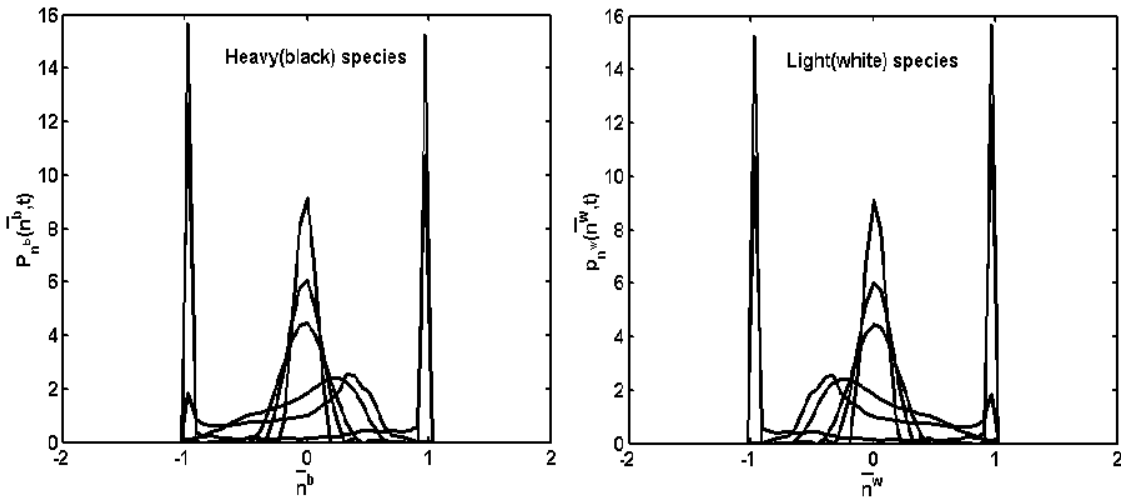 Heavy(black) species
P_n^b(n̅^b,t)
16
14
12
10
8
6
4
2
0
-2 -1 0 1 2
n̅^b
Light(white) species
p_n^w(n̅^w,t)
16
14
12
10
8
6
4
2
0
-2 -1 0 1 2
n̅^w